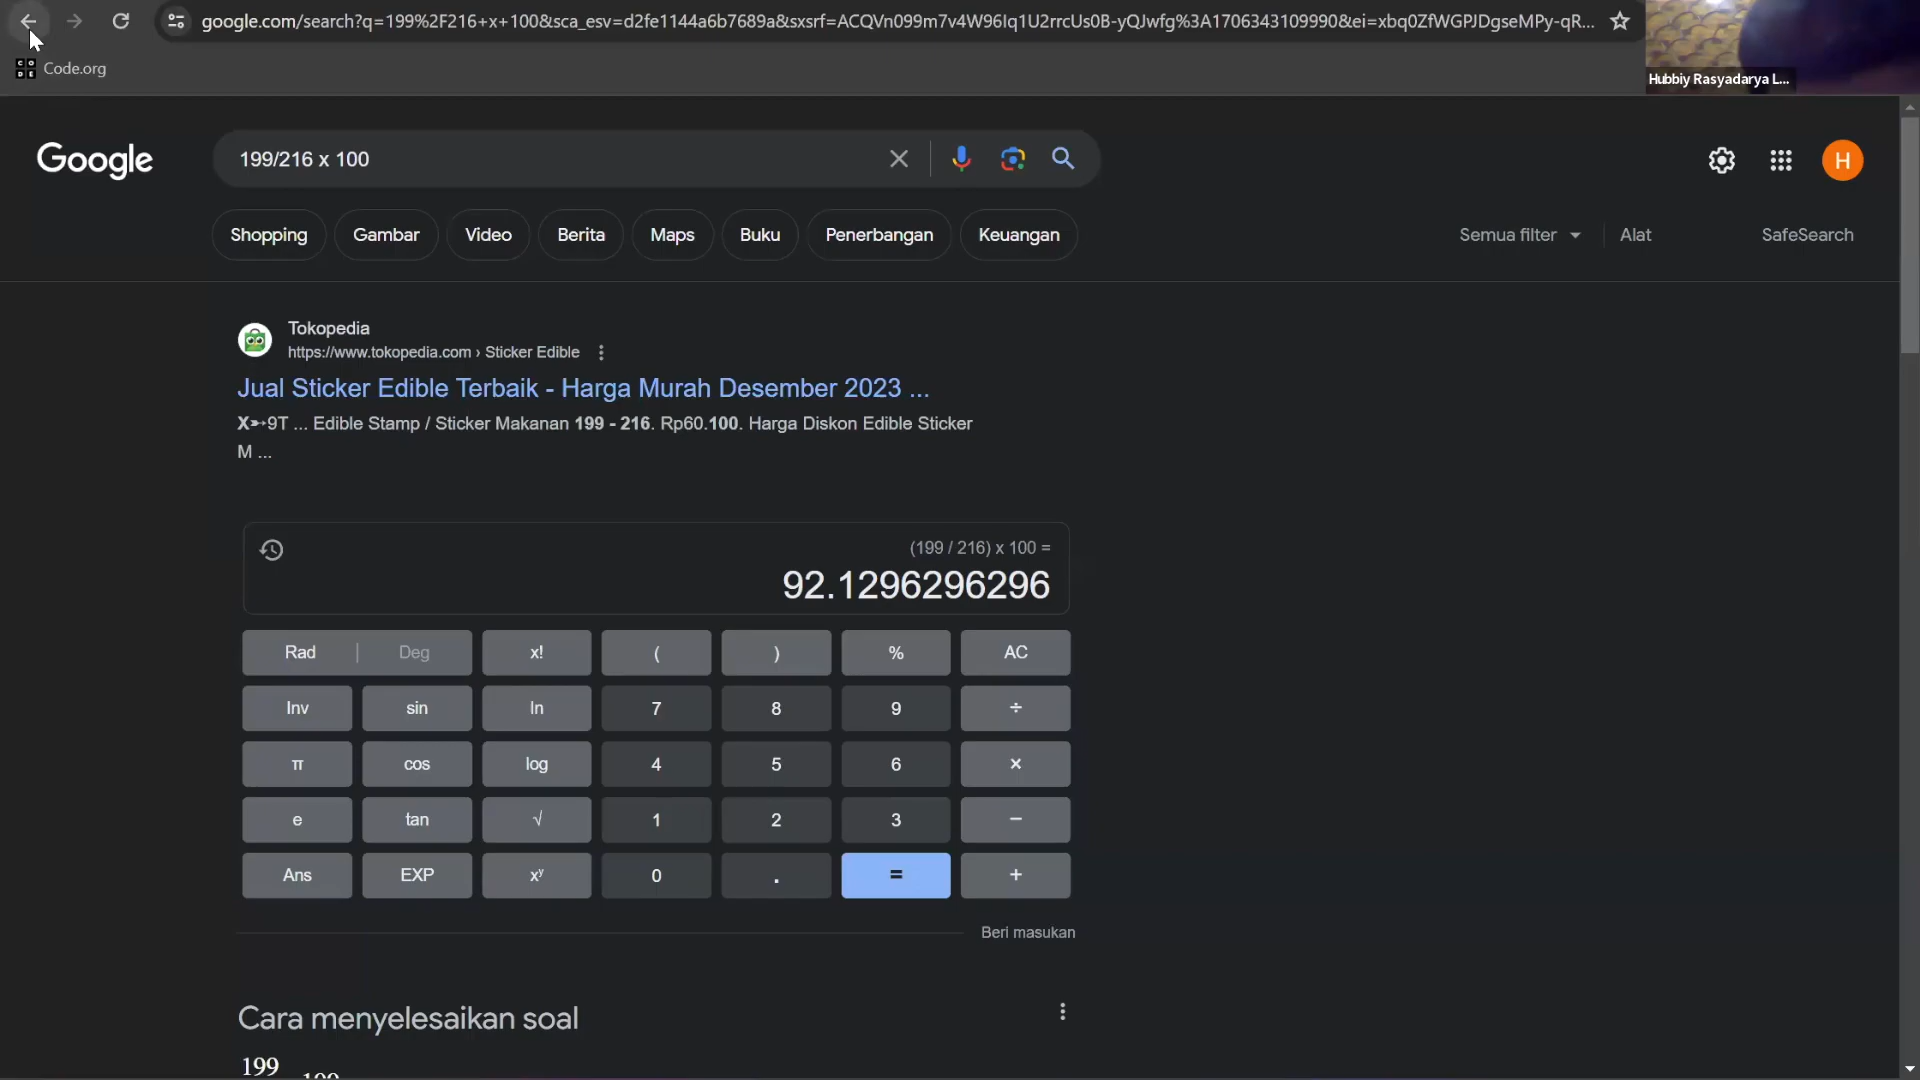 google.com/search?q=199%2F216+x+100&sca_esv=d2fe1144a6b7689a&sxsrf=ACQVn099m7v4W96Iq1U2rrcUs0B-yQJwfg%3A1706343109990&ei=xbq0ZfWGPJDgseMPy-qR...
CODE Code.org
Hubbiy Rasyadarya L...
Google
199/216 x 100
H
Shopping Gambar Video Berita Maps Buku Penerbangan Keuangan Semua filter Alat SafeSearch
Tokopedia
https://www.tokopedia.com › Sticker Edible
Jual Sticker Edible Terbaik - Harga Murah Desember 2023 ...
X➳9T ... Edible Stamp / Sticker Makanan 199 - 216. Rp60.100. Harga Diskon Edible Sticker
M ...
(199 / 216) x 100 =
92.1296296296
Rad | Deg x! ( ) % AC
Inv sin ln 7 8 9 ÷
π cos log 4 5 6 ×
e tan √ 1 2 3 −
Ans EXP xʸ 0 . = +
Beri masukan
Cara menyelesaikan soal
199